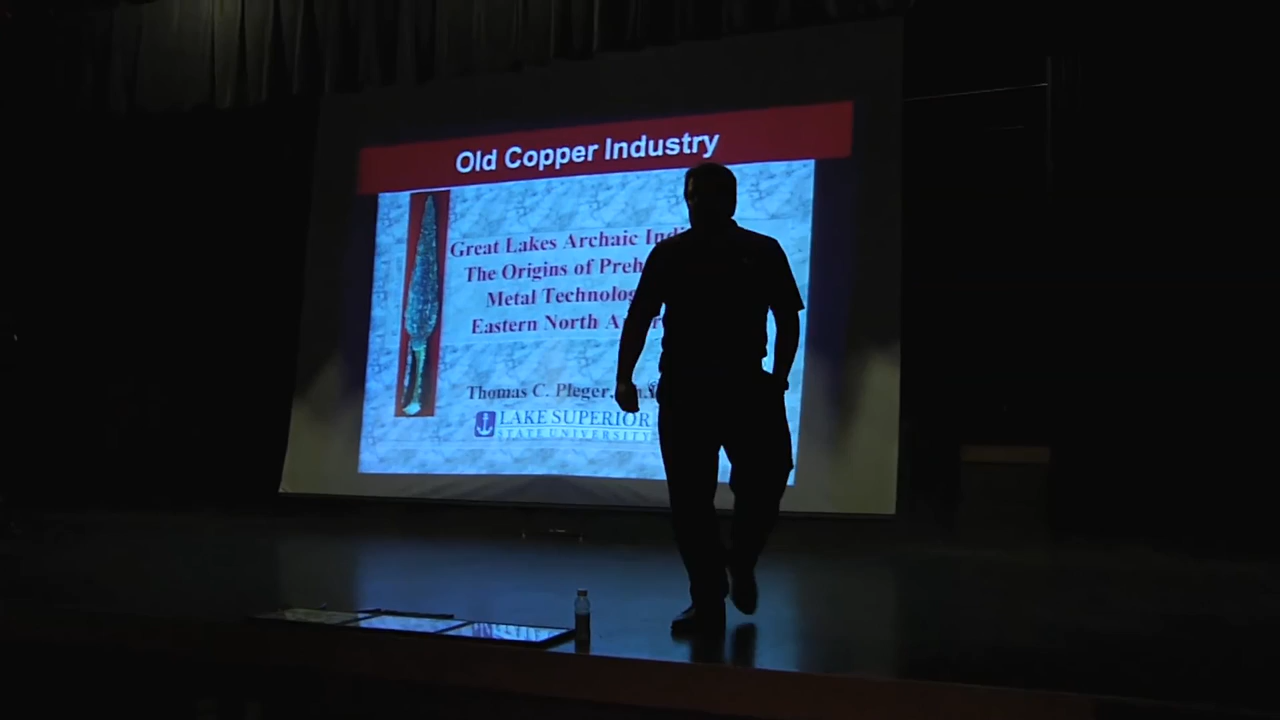 Old Copper Industry
Great Lakes Archaic Indi
The Origins of Preh
Metal Technolog
Eastern North A
Thomas C. Pleger,
LAKE SUPERIOR
STATE UNIVERSITY